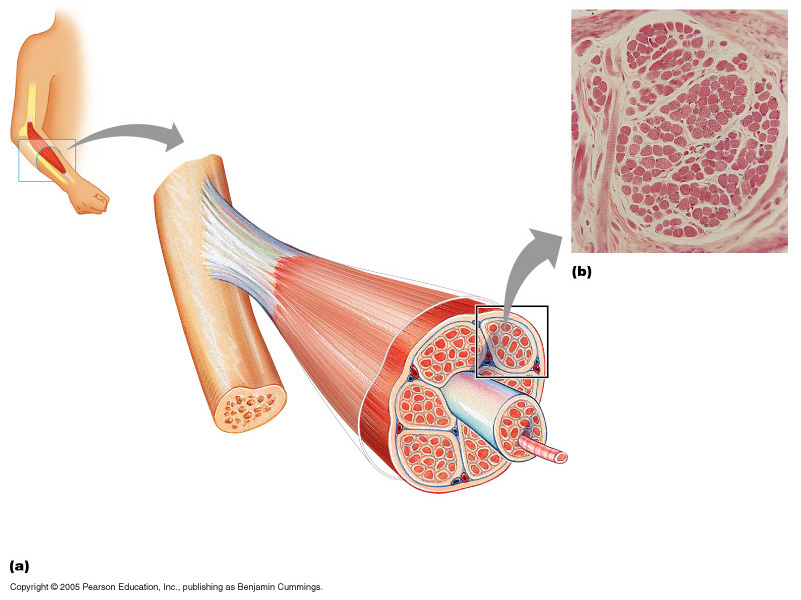 (b)
(a)
Copyright © 2005 Pearson Education, Inc., publishing as Benjamin Cummings.